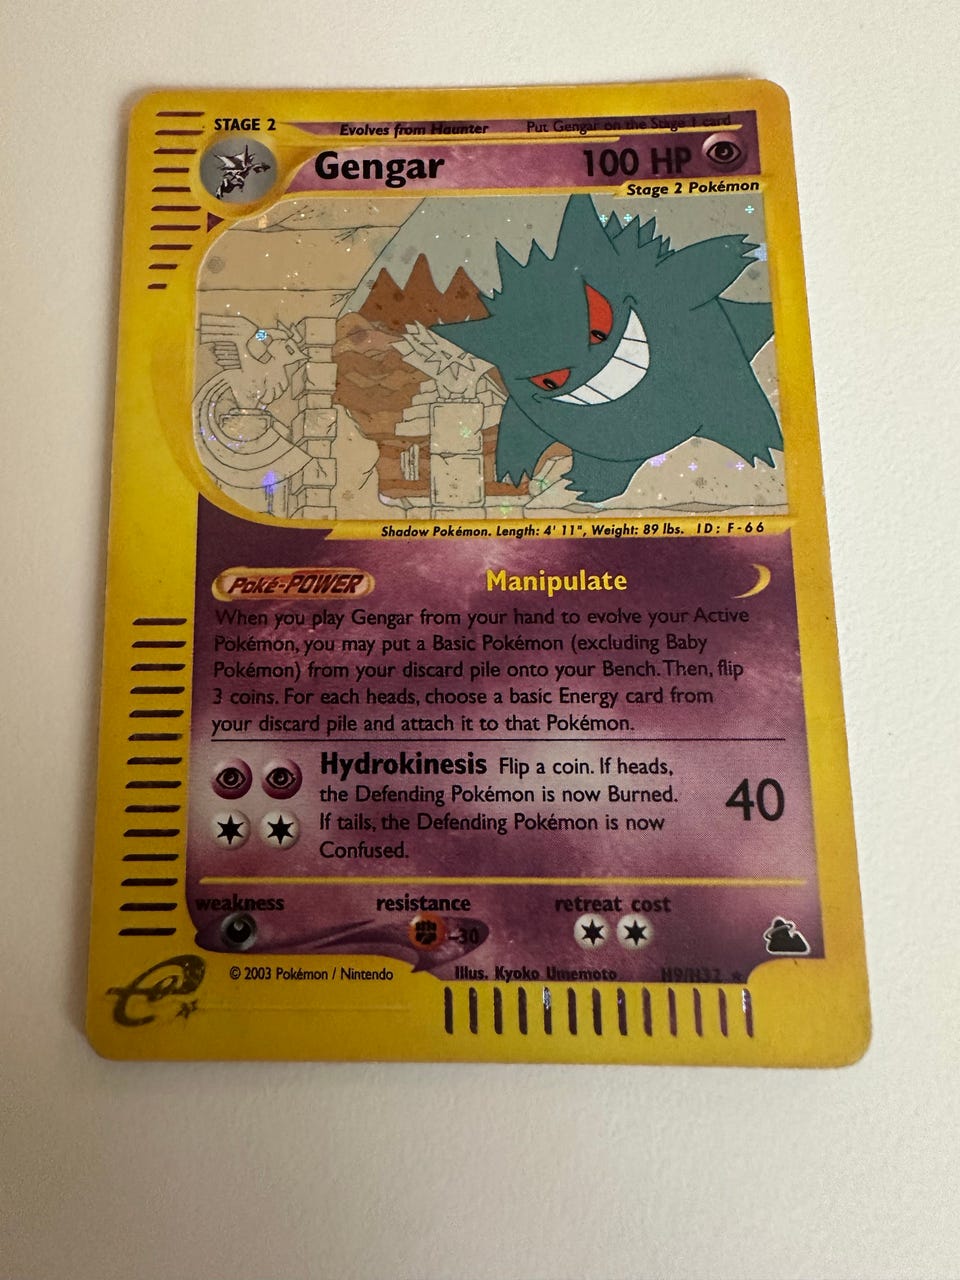 STAGE 2 Evolves from Haunter Put Gengar on the Stage 1 card
Gengar 100 HP
Stage 2 Pokémon
Shadow Pokémon. Length: 4' 11", Weight: 89 lbs. ID: F-66
Poké-POWER Manipulate
When you play Gengar from your hand to evolve your Active
Pokémon, you may put a Basic Pokémon (excluding Baby
Pokémon) from your discard pile onto your Bench. Then, flip
3 coins. For each heads, choose a basic Energy card from
your discard pile and attach it to that Pokémon.
Hydrokinesis Flip a coin. If heads,
the Defending Pokémon is now Burned.
If tails, the Defending Pokémon is now
Confused.
40
weakness resistance retreat cost
-30
© 2003 Pokémon / Nintendo Illus. Kyoko Umemoto H9/H32
e